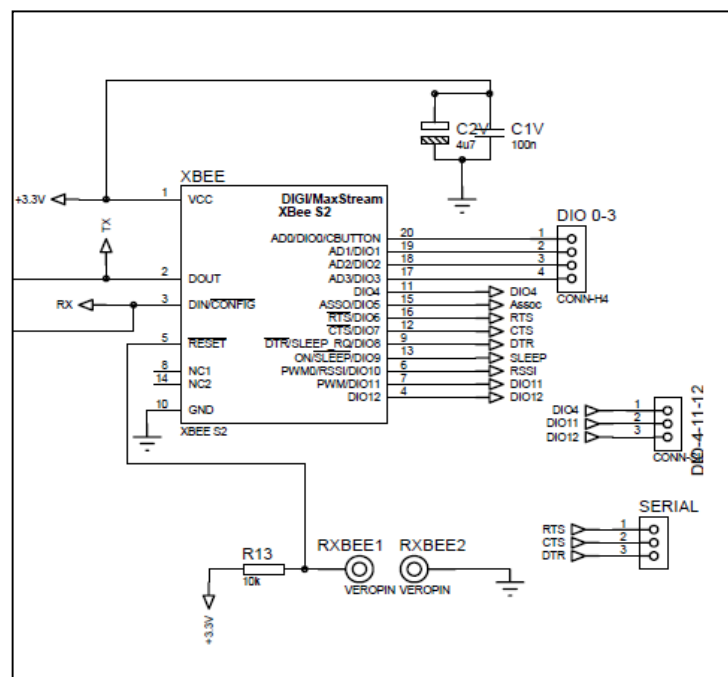 C2V
4u7
C1V
100n
XBEE
DIGI/MaxStream
XBee S2
+3.3V
1 VCC
TX
2 DOUT
RX
3 DIN/CONFIG
5 RESET
8 NC1
14 NC2
10 GND
XBEE S2
AD0/DIO0/CBUTTON 20
AD1/DIO1 19
AD2/DIO2 18
AD3/DIO3 17
DIO4 11 DIO4
ASSO/DIO5 15 Assoc
RTS/DIO6 16 RTS
CTS/DIO7 12 CTS
DTR/SLEEP_RQ/DIO8 9 DTR
ON/SLEEP/DIO9 13 SLEEP
PWM0/RSSI/DIO10 6 RSSI
PWM/DIO11 7 DIO11
DIO12 4 DIO12
DIO 0-3
1
2
3
4
CONN-H4
DIO4 1
DIO11 2
DIO12 3
DIO-4-11-12
SERIAL
RTS 1
CTS 2
DTR 3
R13
10k
+3.3V
RXBEE1
VEROPIN
RXBEE2
VEROPIN